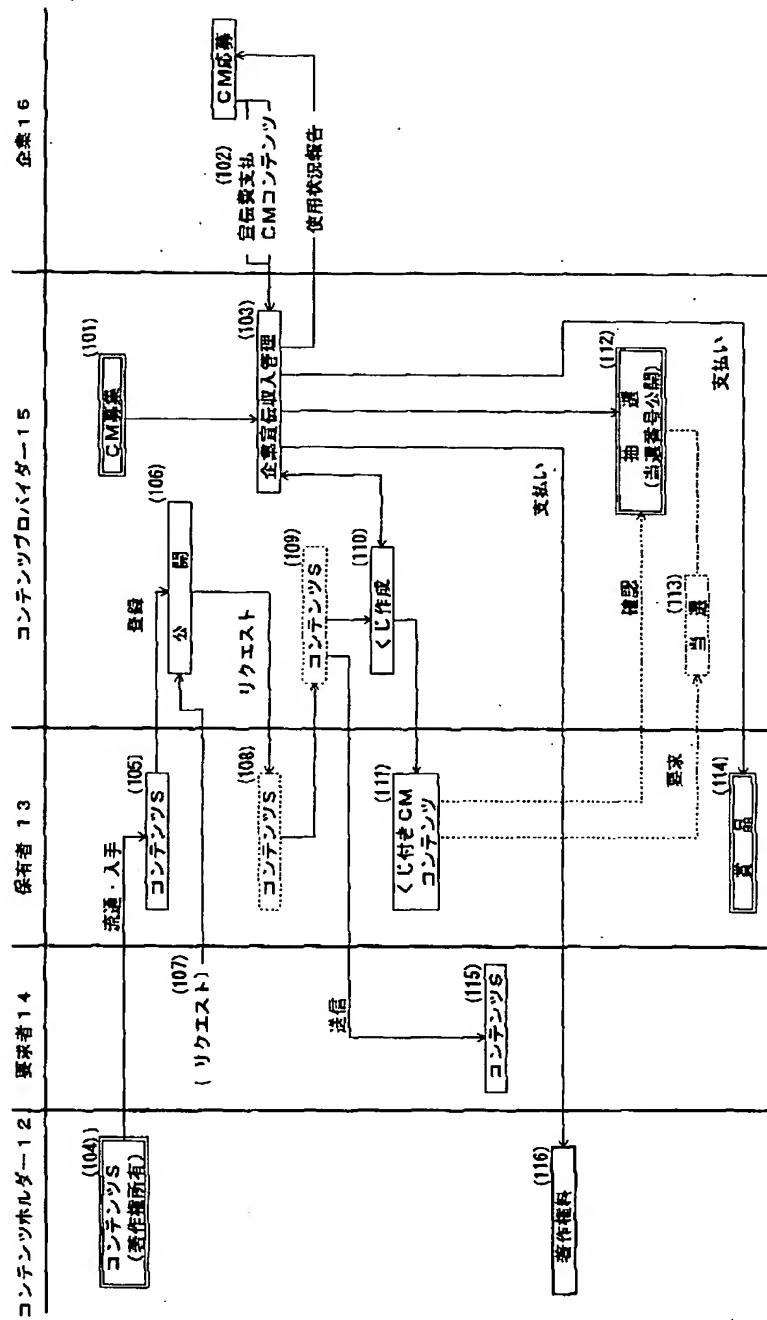 コンテンツホルダー12
要求者14
保有者 13
コンテンツプロバイダー15
企業16
(104)
コンテンツS
(著作権所有)
流通・入手
(105)
コンテンツS
登録
(106)
公 開
(101)
CM募集
(107)
(リクエスト)
リクエスト
(108)
コンテンツS
(109)
コンテンツS
(103)
企業宣伝収入管理
(102)
宣伝費支払
CMコンテンツ
CM応募
使用状況報告
送信
(115)
コンテンツS
(110)
くじ作成
(111)
くじ付きCM
コンテンツ
支払い
(116)
著作権料
確認
(112)
抽 選
(当選番号公開)
要求
(113)
当 選
支払い
(114)
賞 品